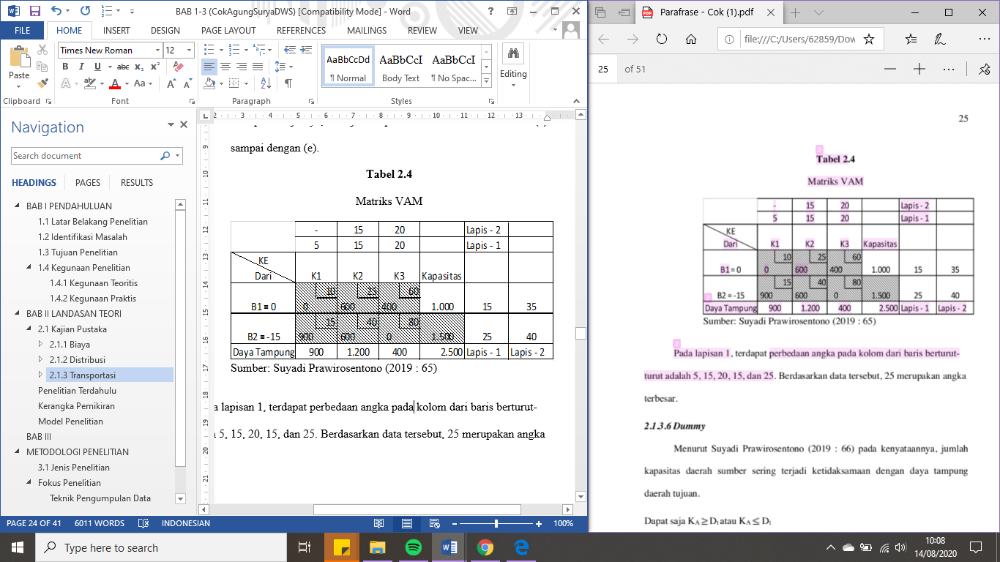 BAB 1-3 (CokAgungSuryaDWS) [Compatibility Mode] - Word
FILE HOME INSERT DESIGN PAGE LAYOUT REFERENCES MAILINGS REVIEW VIEW
Times New Roman 12
Paste
Clipboard Font Paragraph Styles
AaBbCcDd AaBbCcI AaBbCcI
¶ Normal Body Text ¶ No Spac...
Editing
Navigation
Search document
HEADINGS PAGES RESULTS
BAB I PENDAHULUAN
1.1 Latar Belakang Penelitian
1.2 Identifikasi Masalah
1.3 Tujuan Penelitian
1.4 Kegunaan Penelitian
1.4.1 Kegunaan Teoritis
1.4.2 Kegunaan Praktis
BAB II LANDASAN TEORI
2.1 Kajian Pustaka
2.1.1 Biaya
2.1.2 Distribusi
2.1.3 Transportasi
Penelitian Terdahulu
Kerangka Pemikiran
Model Penelitian
BAB III
METODOLOGI PENELITIAN
3.1 Jenis Penelitian
Fokus Penelitian
Teknik Pengumpulan Data
sampai dengan (e).
Tabel 2.4
Matriks VAM
- 15 20 Lapis - 2
5 15 20 Lapis - 1
KE
Dari K1 K2 K3 Kapasitas
10 25 60
B1 = 0 0 600 400 1.000 15 35
15 40 80
B2 = -15 900 600 0 1.500 25 40
Daya Tampung 900 1.200 400 2.500 Lapis - 1 Lapis - 2
Sumber: Suyadi Prawirosentono (2019 : 65)
a lapisan 1, terdapat perbedaan angka pada kolom dari baris berturut-
5, 15, 20, 15, dan 25. Berdasarkan data tersebut, 25 merupakan angka
PAGE 24 OF 41 6011 WORDS INDONESIAN 100%
Parafrase - Cok (1).pdf
file:///C:/Users/62859/Dow
25 of 51
25
2
Tabel 2.4
Matriks VAM
- 15 20 Lapis - 2
5 15 20 Lapis - 1
KE
Dari K1 K2 K3 Kapasitas
10 25 60
B1 = 0 0 600 400 1.000 15 35
15 40 80
B2 = -15 900 600 0 1.500 25 40
Daya Tampung 900 1.200 400 2.500 Lapis - 1 Lapis - 2
Sumber: Suyadi Prawirosentono (2019 : 65)
2
Pada lapisan 1, terdapat perbedaan angka pada kolom dari baris berturut-
turut adalah 5, 15, 20, 15, dan 25. Berdasarkan data tersebut, 25 merupakan angka
terbesar.
2.1.3.6 Dummy
Menurut Suyadi Prawirosentono (2019 : 66) pada kenyataannya, jumlah
kapasitas daerah sumber sering terjadi ketidaksamaan dengan daya tampung
daerah tujuan.
Dapat saja KA ≥ Dt atau KA ≤ Dt
Type here to search
10:08
14/08/2020